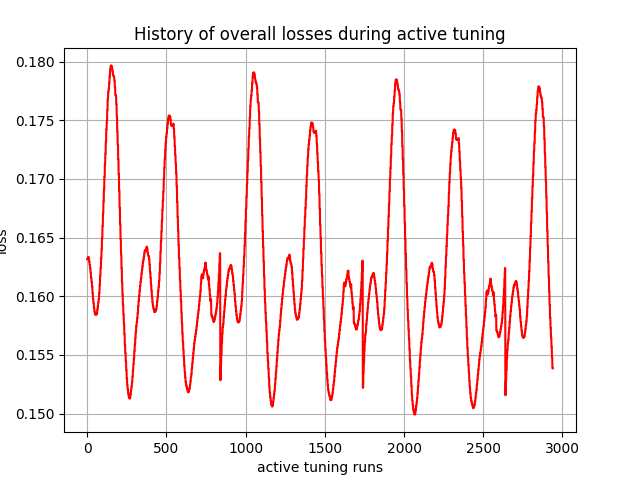 History of overall losses during active tuning
0.180
0.175
0.170
0.165
0.160
0.155
0.150
loss
0 500 1000 1500 2000 2500 3000
active tuning runs